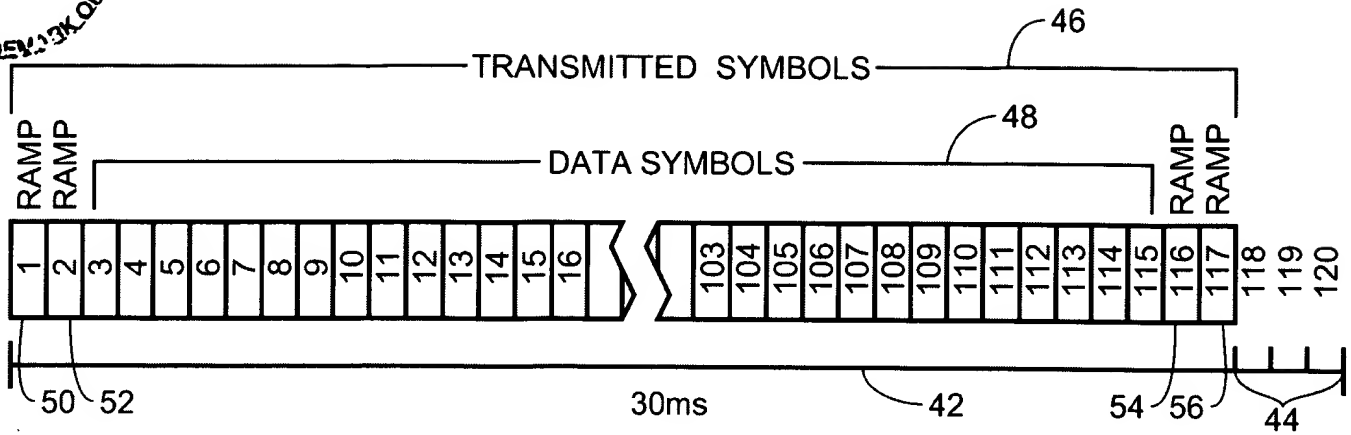 46
TRANSMITTED SYMBOLS
48
DATA SYMBOLS
RAMP RAMP RAMP RAMP
1 2 3 4 5 6 7 8 9 10 11 12 13 14 15 16 103 104 105 106 107 108 109 110 111 112 113 114 115 116 117 118 119 120
50 52 30ms 42 54 56 44